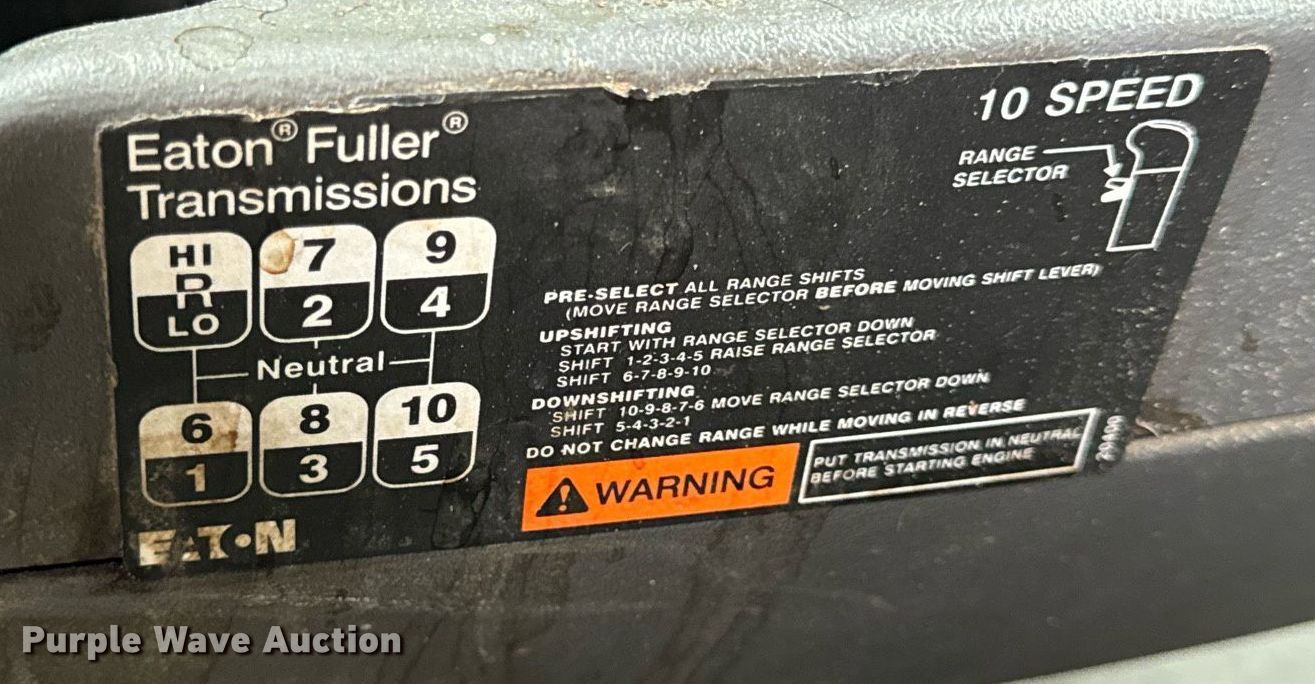 Eaton® Fuller®
Transmissions
10 SPEED
RANGE
SELECTOR
HI 7 9
R
LO 2 4
Neutral
6 8 10
1 3 5
PRE-SELECT ALL RANGE SHIFTS
(MOVE RANGE SELECTOR BEFORE MOVING SHIFT LEVER)
UPSHIFTING
START WITH RANGE SELECTOR DOWN
SHIFT 1-2-3-4-5 RAISE RANGE SELECTOR
SHIFT 6-7-8-9-10
DOWNSHIFTING
SHIFT 10-9-8-7-6 MOVE RANGE SELECTOR DOWN
SHIFT 5-4-3-2-1
DO NOT CHANGE RANGE WHILE MOVING IN REVERSE
WARNING
PUT TRANSMISSION IN NEUTRAL
BEFORE STARTING ENGINE
EAT•N
Purple Wave Auction